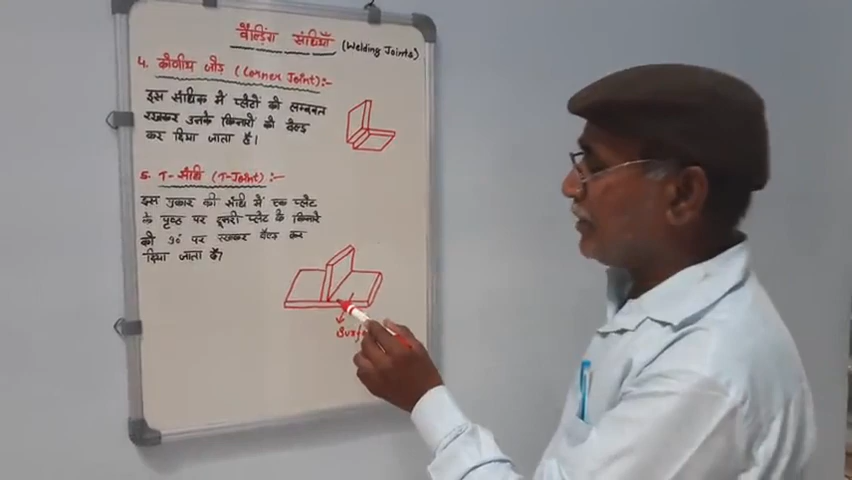 वैल्डिंग संधियाँ (Welding Joints)
4. कोणीय जोड़ (Corner Joint):-
इस संधिक में प्लेटों को लम्बवत
रखकर उनके किनारों को वैल्ड
कर दिया जाता है।
5. T-संधि (T-Joint):-
इस प्रकार की संधि में एक प्लेट
के पृष्ठ पर दूसरी प्लेट के किनारे
को 90° पर रखकर वैल्ड कर
दिया जाता है।